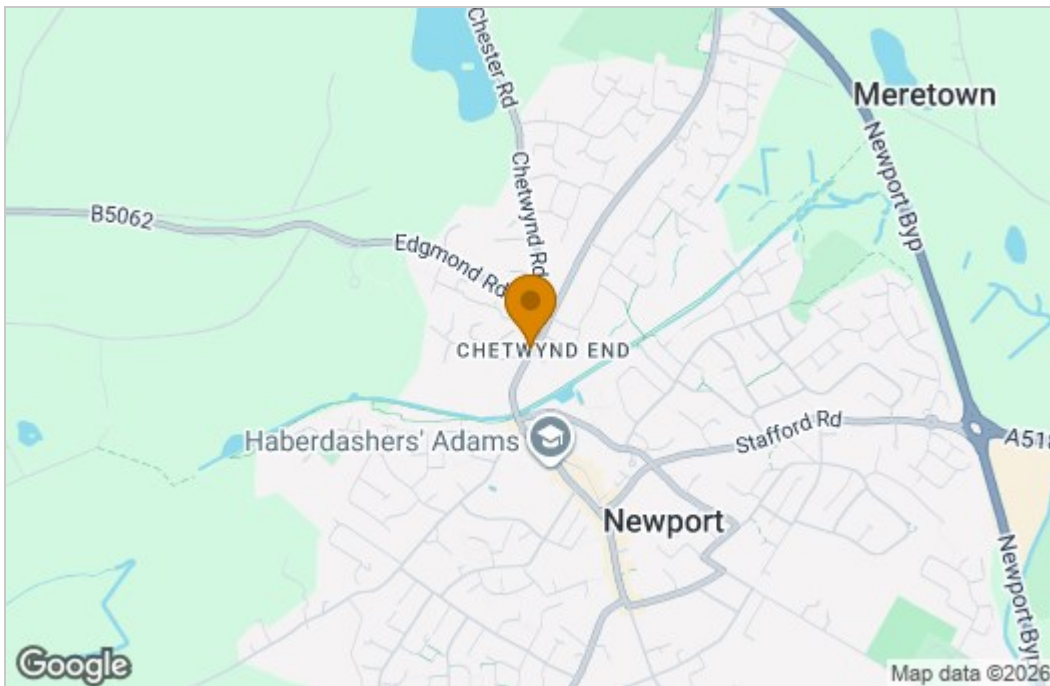 Chester Rd
Meretown
Newport Byp
B5062
Chetwynd Rd
Edgmond Rd
CHETWYND END
Haberdashers' Adams
Stafford Rd
A518
Newport
Newport Byp
Google
Map data ©2026